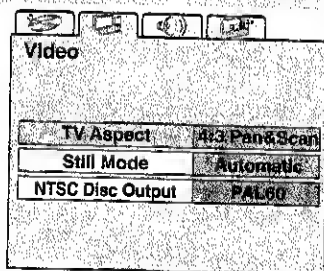 Video
TV Aspect 4:3 Pan&Scan
Still Mode Automatic
NTSC Disc Output PAL60